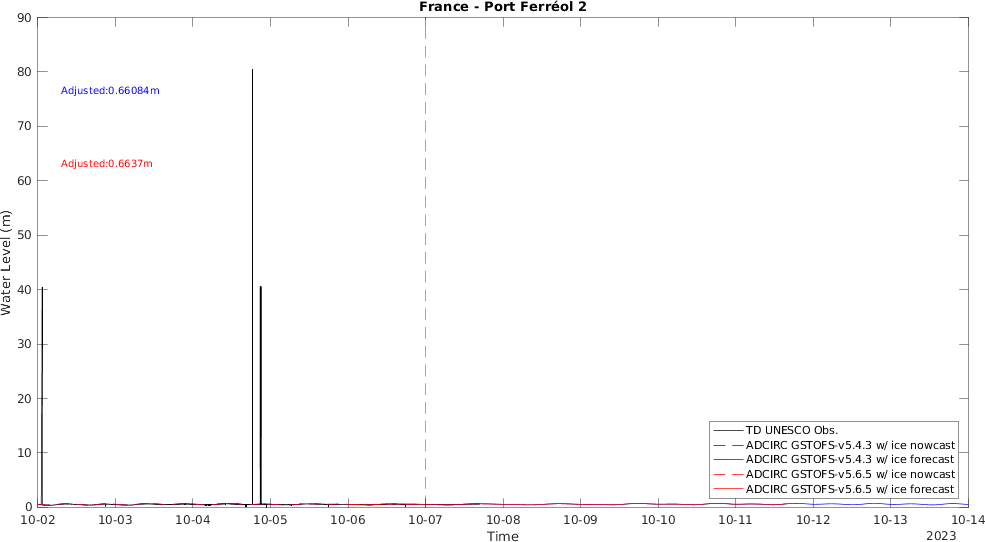 France - Port Ferréol 2
90
80
70
60
50
40
30
20
10
0
Water Level (m)
Adjusted:0.66084m
Adjusted:0.6637m
TD UNESCO Obs.
ADCIRC GSTOFS-v5.4.3 w/ ice nowcast
ADCIRC GSTOFS-v5.4.3 w/ ice forecast
ADCIRC GSTOFS-v5.6.5 w/ ice nowcast
ADCIRC GSTOFS-v5.6.5 w/ ice forecast
10-02 10-03 10-04 10-05 10-06 10-07 10-08 10-09 10-10 10-11 10-12 10-13 10-14
Time
2023